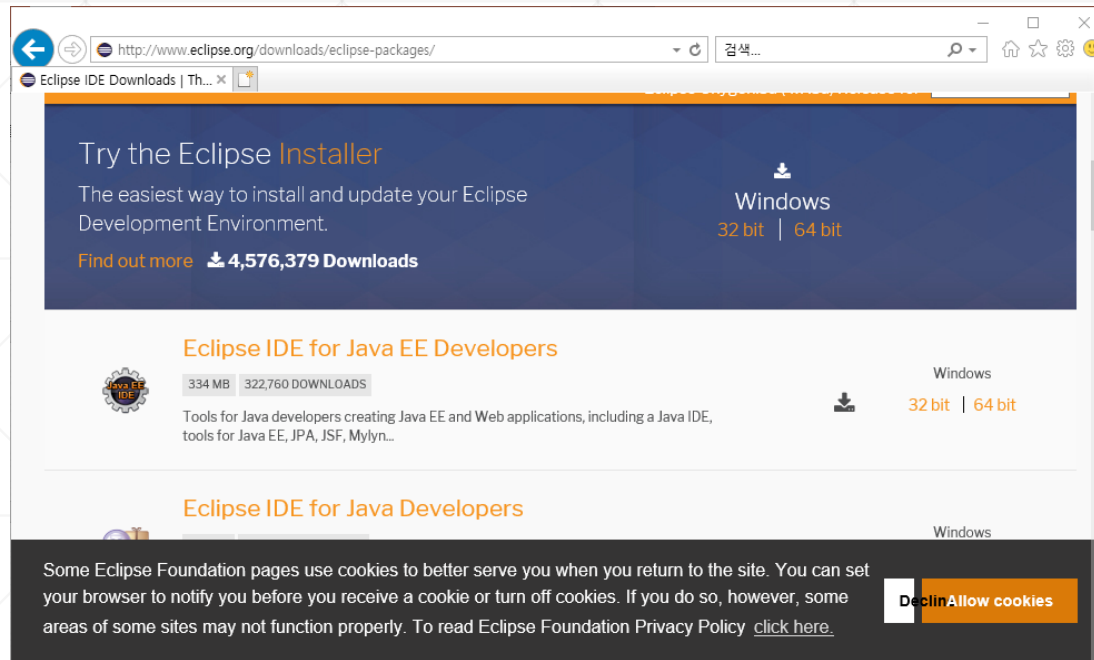 http://www.eclipse.org/downloads/eclipse-packages/
검색...
Eclipse IDE Downloads | Th...
Try the Eclipse Installer
The easiest way to install and update your Eclipse
Development Environment.
Find out more 4,576,379 Downloads
Windows
32 bit | 64 bit
Eclipse IDE for Java EE Developers
334 MB 322,760 DOWNLOADS
Java EE
IDE
Tools for Java developers creating Java EE and Web applications, including a Java IDE,
tools for Java EE, JPA, JSF, Mylyn...
Windows
32 bit | 64 bit
Eclipse IDE for Java Developers
Windows
Some Eclipse Foundation pages use cookies to better serve you when you return to the site. You can set
your browser to notify you before you receive a cookie or turn off cookies. If you do so, however, some
areas of some sites may not function properly. To read Eclipse Foundation Privacy Policy click here.
Declin
Allow cookies